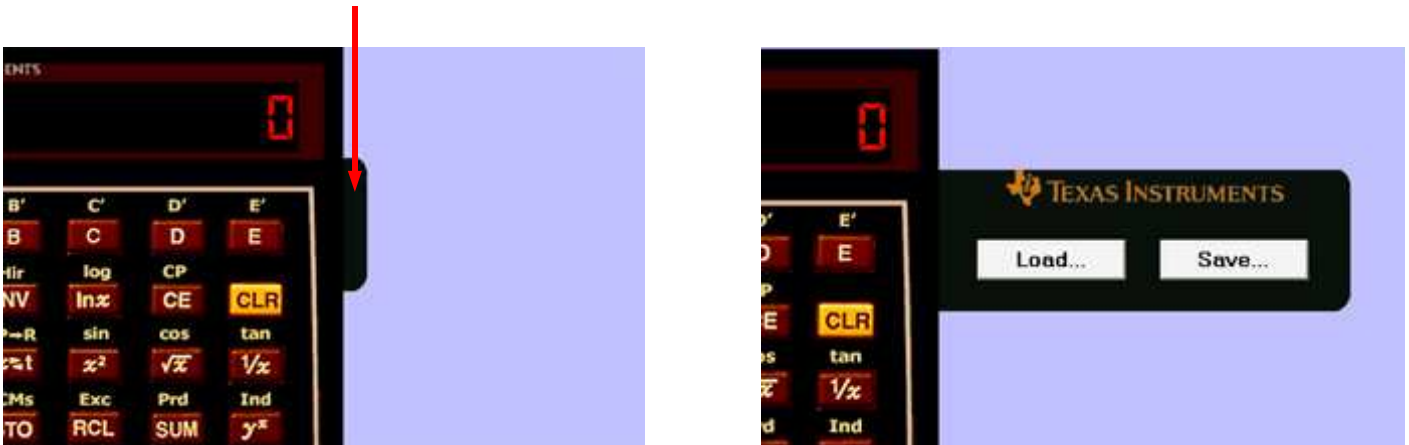 0
B' C' D' E'
B C D E
log CP
lnx CE CLR
sin cos tan
x² √x 1/x
Exc Prd Ind
RCL SUM yˣ
0
TEXAS INSTRUMENTS
E'
E
Load... Save...
CLR
tan
1/x
Ind